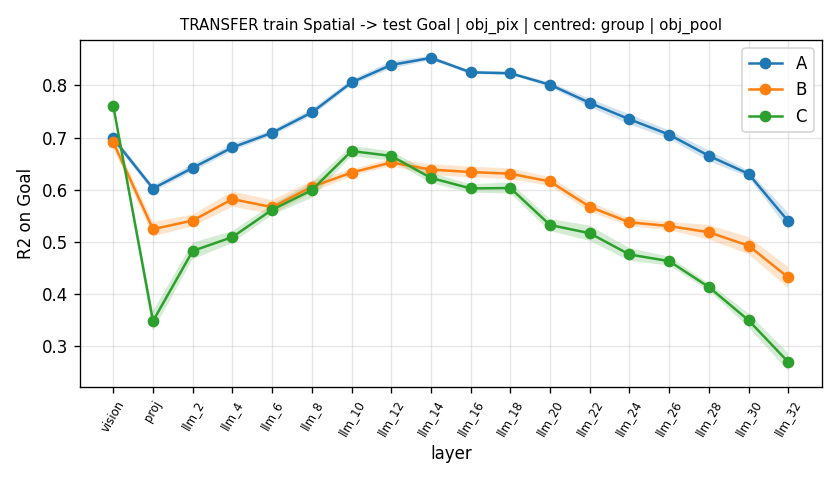 TRANSFER train Spatial -> test Goal | obj_pix | centred: group | obj_pool
A
B
C
R2 on Goal
0.8
0.7
0.6
0.5
0.4
0.3
vision
proj
llm_2
llm_4
llm_6
llm_8
llm_10
llm_12
llm_14
llm_16
llm_18
llm_20
llm_22
llm_24
llm_26
llm_28
llm_30
llm_32
layer